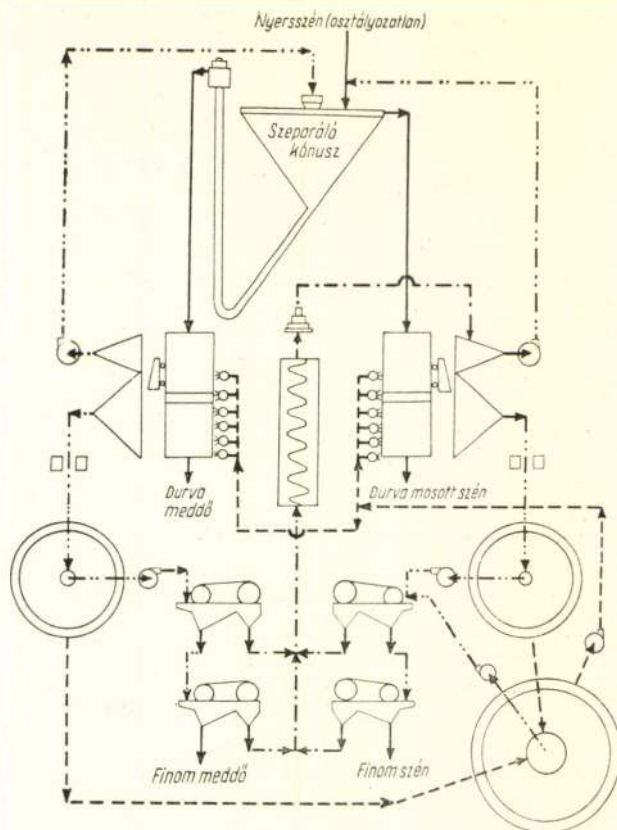 Nyersszén (osztályozatlan)
Szeparáló
kónusz
Durva
meddő
Durva mosott szén
Finom meddő
Finom szén